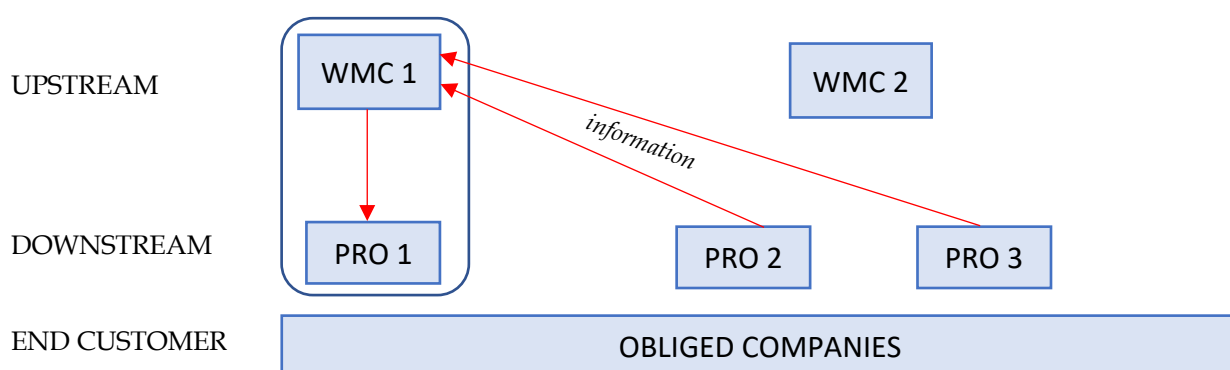 UPSTREAM
WMC 1
WMC 2
information
DOWNSTREAM
PRO 1
PRO 2
PRO 3
END CUSTOMER
OBLIGED COMPANIES